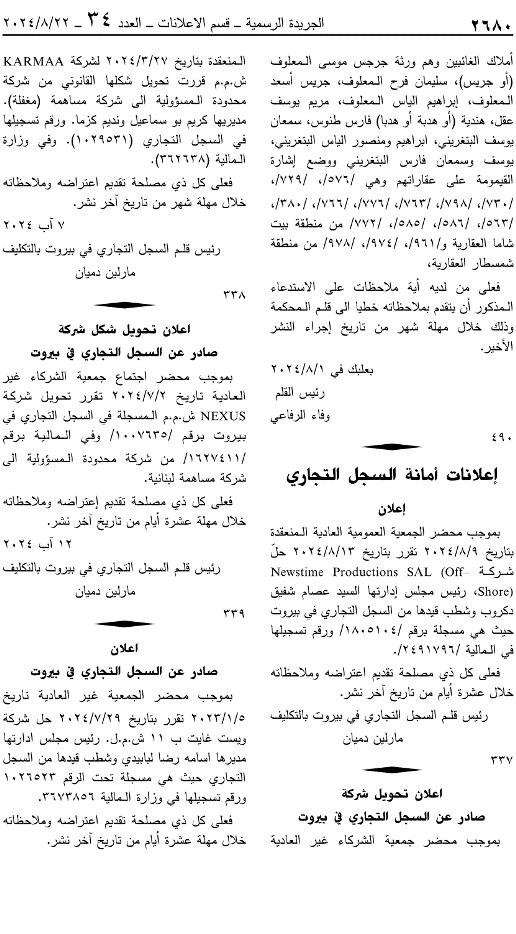 ٢٦٨٠
الجريدة الرسمية ـ قسم الاعلانات ـ العدد ٣٤ ـ ٢٠٢٤/٨/٢٢
أملاك الغائبين وهم ورثة جرجس موسى المعلوف
(أو جريس)، سليمان فرح المعلوف، جريس أسعد
المعلوف، إبراهيم الياس المعلوف، مريم يوسف
عقل، هندية (أو هدبة أو هدبا) فارس طنوس، سمعان
يوسف البتغريني، ابراهيم ومنصور الياس البتغريني،
يوسف وسمعان فارس البتغريني ووضع إشارة
القيمومة على عقاراتهم وهي /٥٧٦/، /٧٢٩/،
/٧٣٠/، /٧٩٨/، /٧٦٣/، /٧٧٦/، /٧٦٦/، /٣٨٠/،
/٥٦٣/، /٥٨٦/، /٥٨٥/، /٧٧٢/ من منطقة بيت
شاما العقارية و/٩٦١/، /٩٧٤/، /٩٧٨/ من منطقة
شمسطار العقارية،
فعلى من لديه أية ملاحظات على الاستدعاء
المذكور أن يتقدم بملاحظاته خطيا الى قلم المحكمة
وذلك خلال مهلة شهر من تاريخ إجراء النشر
الأخير.
بعلبك في ٢٠٢٤/٨/١
رئيس القلم
وفاء الرفاعي
٤٩٠
إعلانات أمانة السجل التجاري
إعلان
بموجب محضر الجمعية العمومية العادية المنعقدة
بتاريخ ٢٠٢٤/٨/٩ تقرر بتاريخ ٢٠٢٤/٨/١٣ حلّ
شركة Newstime Productions SAL (Off–
Shore)، رئيس مجلس إدارتها السيد عصام شفيق
دكروب وشطب قيدها من السجل التجاري في بيروت
حيث هي مسجلة برقم /١٨٠٥١٠٤/ ورقم تسجيلها
في المالية /٢٤٩١٧٩٦/.
فعلى كل ذي مصلحة تقديم اعتراضه وملاحظاته
خلال عشرة أيام من تاريخ آخر نشر.
رئيس قلم السجل التجاري في بيروت بالتكليف
مارلين دميان
٣٣٧
اعلان تحويل شركة
صادر عن السجل التجاري في بيروت
بموجب محضر جمعية الشركاء غير العادية
المنعقدة بتاريخ ٢٠٢٤/٣/٢٧ لشركة KARMAA
ش.م.م قررت تحويل شكلها القانوني من شركة
محدودة المسؤولية الى شركة مساهمة (مغفلة).
مديريها كريم بو سماعيل ونديم كزما. ورقم تسجيلها
في السجل التجاري (١٠٢٩٥٣١). وفي وزارة
المالية (٣٦٢٦٣٨).
فعلى كل ذي مصلحة تقديم اعتراضه وملاحظاته
خلال مهلة شهر من تاريخ آخر نشر.
٧ آب ٢٠٢٤
رئيس قلم السجل التجاري في بيروت بالتكليف
مارلين دميان
٣٣٨
اعلان تحويل شكل شركة
صادر عن السجل التجاري في بيروت
بموجب محضر اجتماع جمعية الشركاء غير
العادية تاريخ ٢٠٢٤/٧/٢ تقرر تحويل شركة
NEXUS ش.م.م المسجلة في السجل التجاري في
بيروت برقم /١٠٠٧٦٣٥/ وفي المالية برقم
/١٦٢٧٤١١/ من شركة محدودة المسؤولية الى
شركة مساهمة لبنانية.
فعلى كل ذي مصلحة تقديم إعتراضه وملاحظاته
خلال مهلة عشرة أيام من تاريخ آخر نشر.
١٢ آب ٢٠٢٤
رئيس قلم السجل التجاري في بيروت بالتكليف
مارلين دميان
٣٣٩
اعلان
صادر عن السجل التجاري في بيروت
بموجب محضر الجمعية غير العادية تاريخ
٢٠٢٣/١/٥ تقرر بتاريخ ٢٠٢٤/٧/٢٩ حل شركة
ويست غايت ب ١١ ش.م.ل. رئيس مجلس ادارتها
مديرها اسامه رضا لبابيدي وشطب قيدها من السجل
التجاري حيث هي مسجلة تحت الرقم ١٠٢٦٥٢٣
ورقم تسجيلها في وزارة المالية ٣٦٧٣٨٥٦.
فعلى كل ذي مصلحة تقديم اعتراضه وملاحظاته
خلال مهلة عشرة أيام من تاريخ آخر نشر.